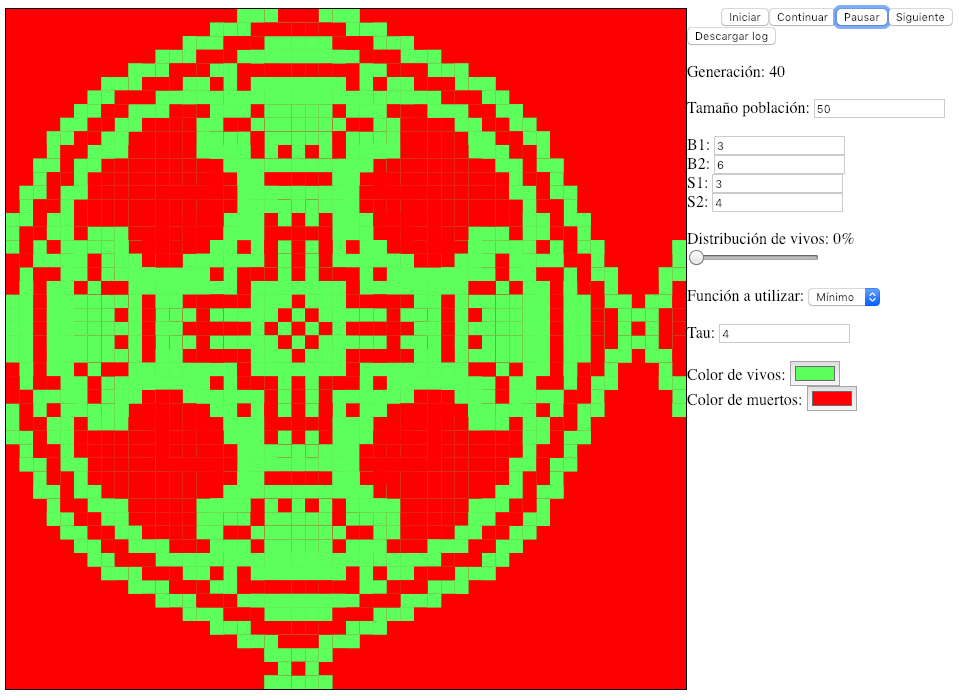 Iniciar Continuar Pausar Siguiente
Descargar log
Generación: 40
Tamaño población: 50
B1: 3
B2: 6
S1: 3
S2: 4
Distribución de vivos: 0%
Función a utilizar: Mínimo
Tau: 4
Color de vivos:
Color de muertos: